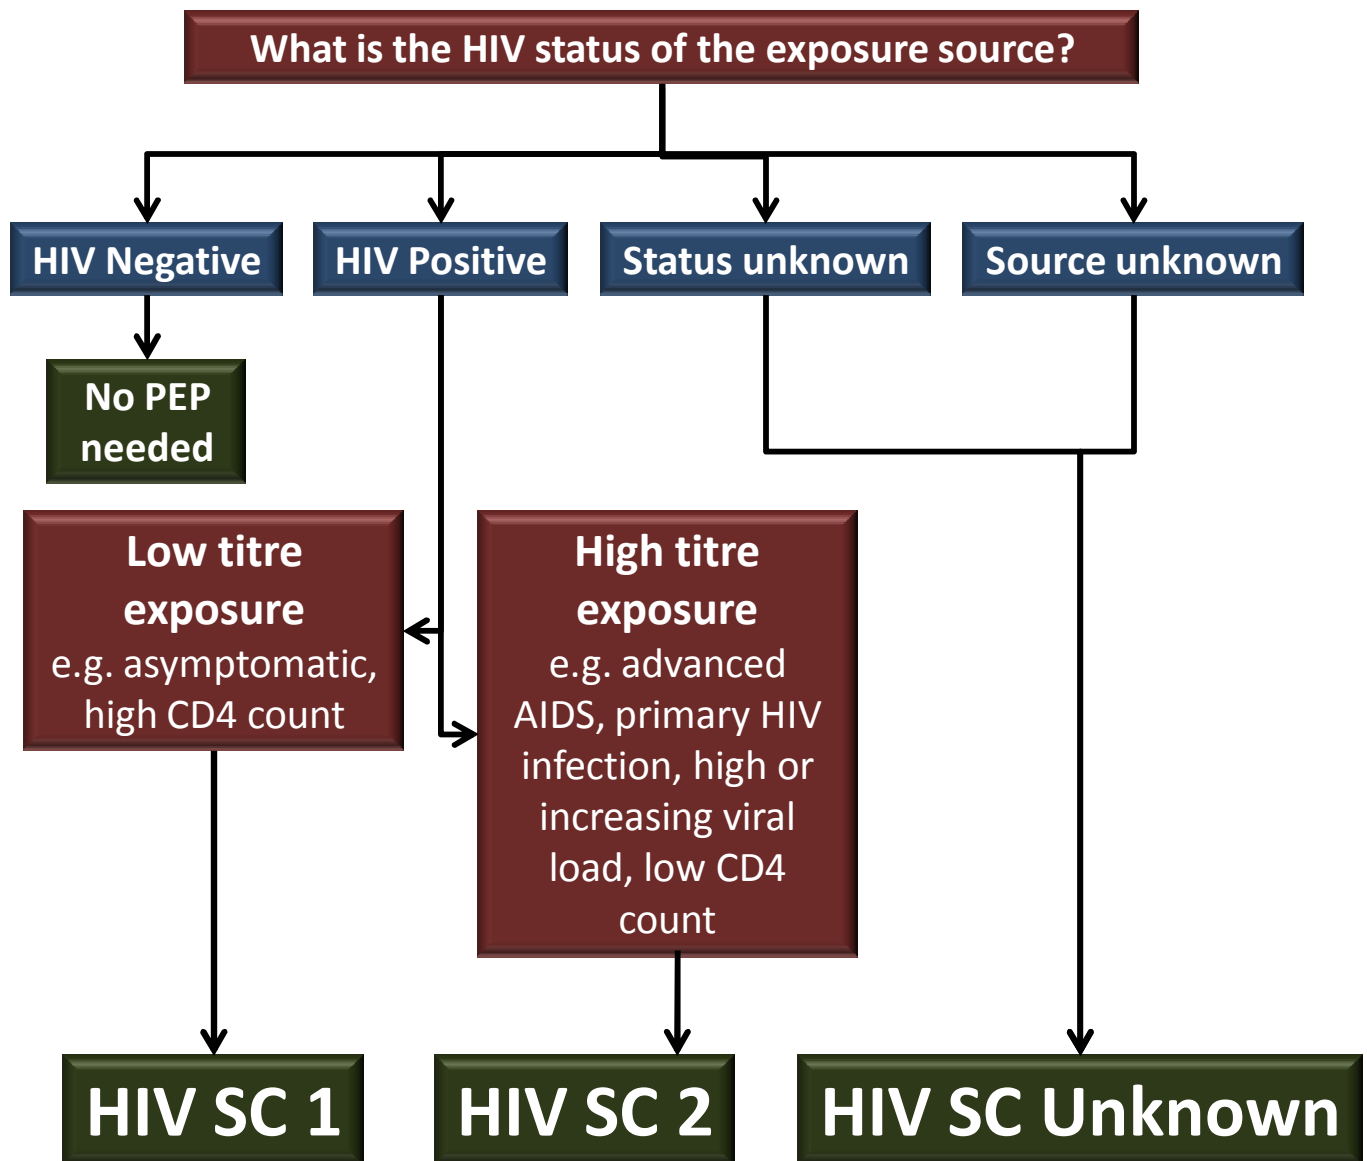 What is the HIV status of the exposure source?
HIV Negative
HIV Positive
Status unknown
Source unknown
No PEP
needed
Low titre
exposure
e.g. asymptomatic,
high CD4 count
High titre
exposure
e.g. advanced
AIDS, primary HIV
infection, high or
increasing viral
load, low CD4
count
HIV SC 1
HIV SC 2
HIV SC Unknown